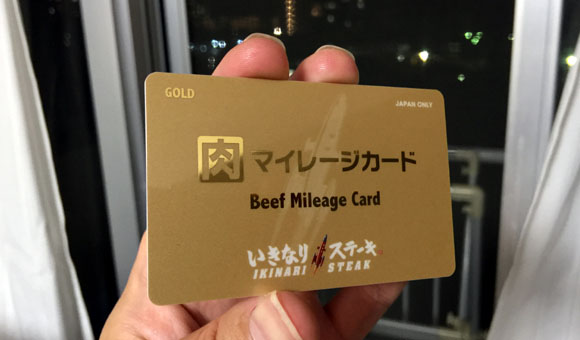 GOLD
JAPAN ONLY
肉 マイレージカード
Beef Mileage Card
いきなりステーキ
IKINARI STEAK